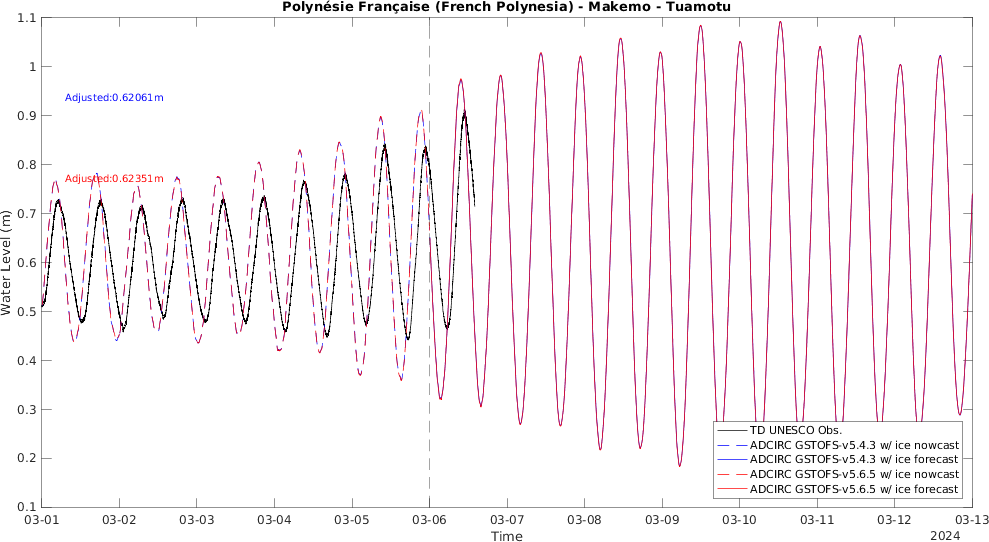 Polynésie Française (French Polynesia) - Makemo - Tuamotu
Water Level (m)
1.1
1
0.9
0.8
0.7
0.6
0.5
0.4
0.3
0.2
0.1
Adjusted:0.62061m
Adjusted:0.62351m
TD UNESCO Obs.
ADCIRC GSTOFS-v5.4.3 w/ ice nowcast
ADCIRC GSTOFS-v5.4.3 w/ ice forecast
ADCIRC GSTOFS-v5.6.5 w/ ice nowcast
ADCIRC GSTOFS-v5.6.5 w/ ice forecast
03-01 03-02 03-03 03-04 03-05 03-06 03-07 03-08 03-09 03-10 03-11 03-12 03-13
Time
2024